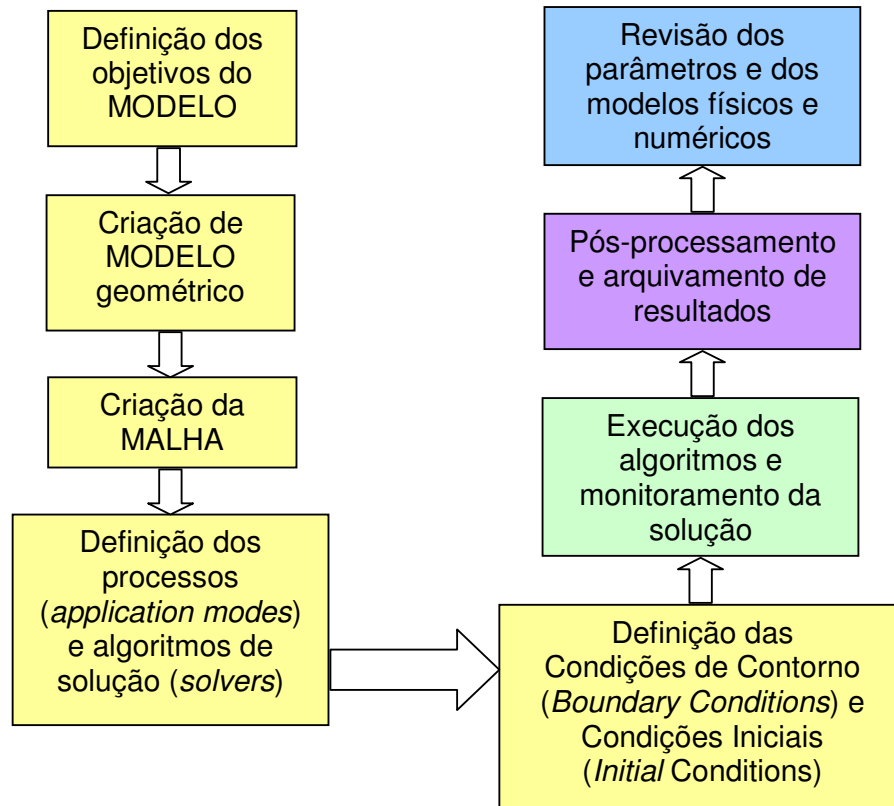 Definição dos
objetivos do
MODELO
Criação de
MODELO
geométrico
Criação da
MALHA
Definição dos
processos
(application modes)
e algoritmos de
solução (solvers)
Definição das
Condições de Contorno
(Boundary Conditions) e
Condições Iniciais
(Initial Conditions)
Execução dos
algoritmos e
monitoramento da
solução
Pós-processamento
e arquivamento de
resultados
Revisão dos
parâmetros e dos
modelos físicos e
numéricos